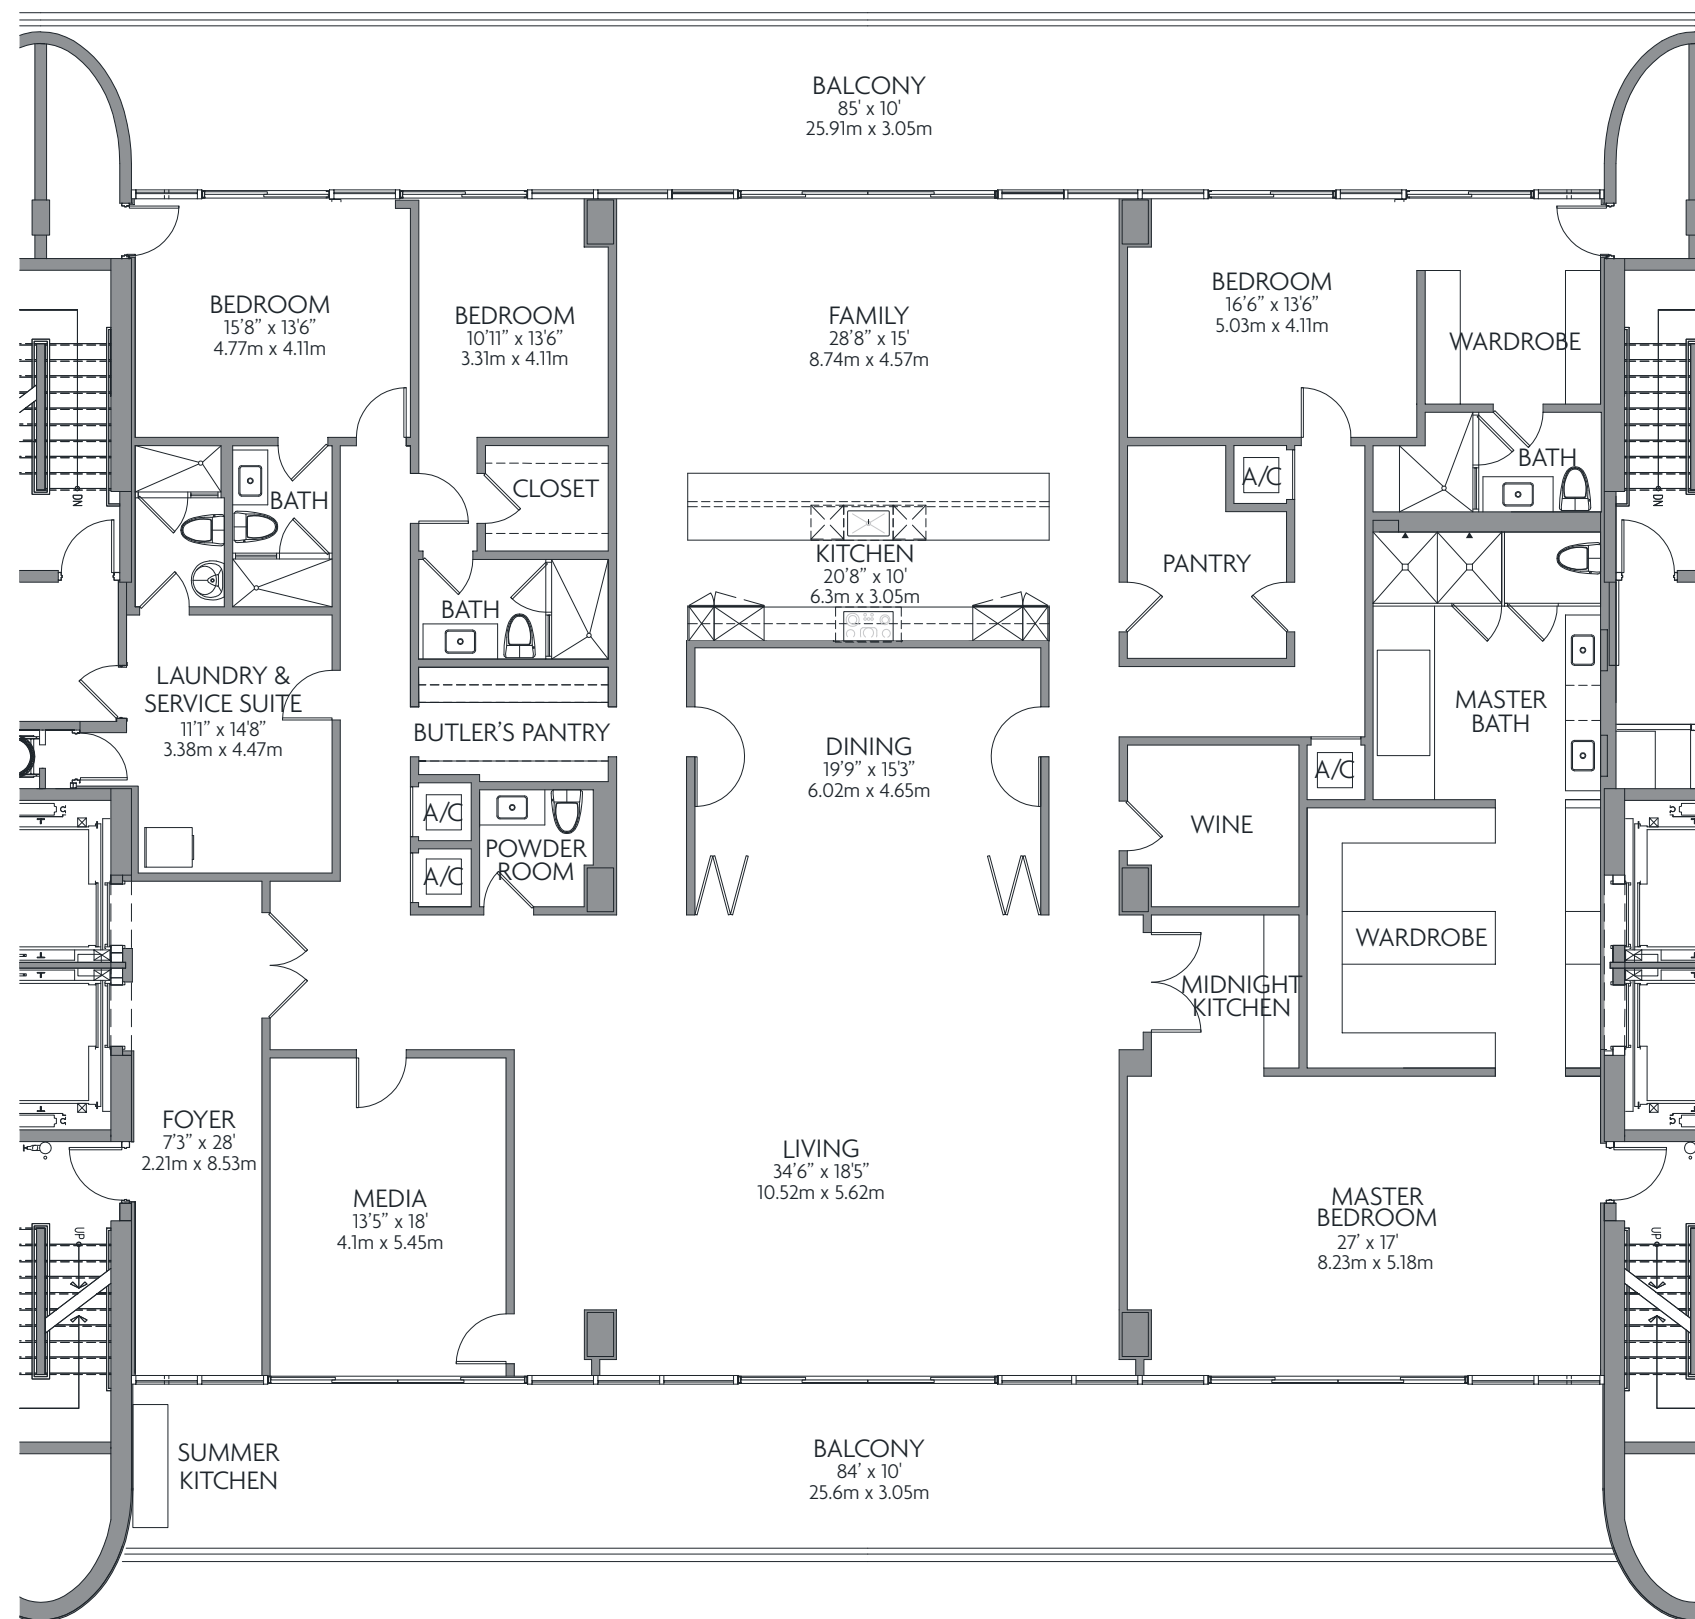 BALCONY
85' x 10'
25.91m x 3.05m
BEDROOM
15'8” x 13'6”
4.77m x 4.11m
BEDROOM
10'11” x 13'6”
3.31m x 4.11m
FAMILY
28'8” x 15'
8.74m x 4.57m
BEDROOM
16'6” x 13'6”
5.03m x 4.11m
WARDROBE
DN
BATH
CLOSET
A/C
BATH
DN
KITCHEN
20'8” x 10'
6.3m x 3.05m
PANTRY
BATH
LAUNDRY &
SERVICE SUITE
11'1” x 14'8”
3.38m x 4.47m
BUTLER'S PANTRY
DINING
19'9” x 15'3”
6.02m x 4.65m
MASTER
BATH
A/C
A/C
POWDER
ROOM
A/C
WINE
WARDROBE
MIDNIGHT
KITCHEN
FOYER
7'3” x 28'
2.21m x 8.53m
MEDIA
13'5” x 18'
4.1m x 5.45m
LIVING
34'6” x 18'5”
10.52m x 5.62m
MASTER
BEDROOM
27' x 17'
8.23m x 5.18m
UP
UP
SUMMER
KITCHEN
BALCONY
84' x 10'
25.6m x 3.05m